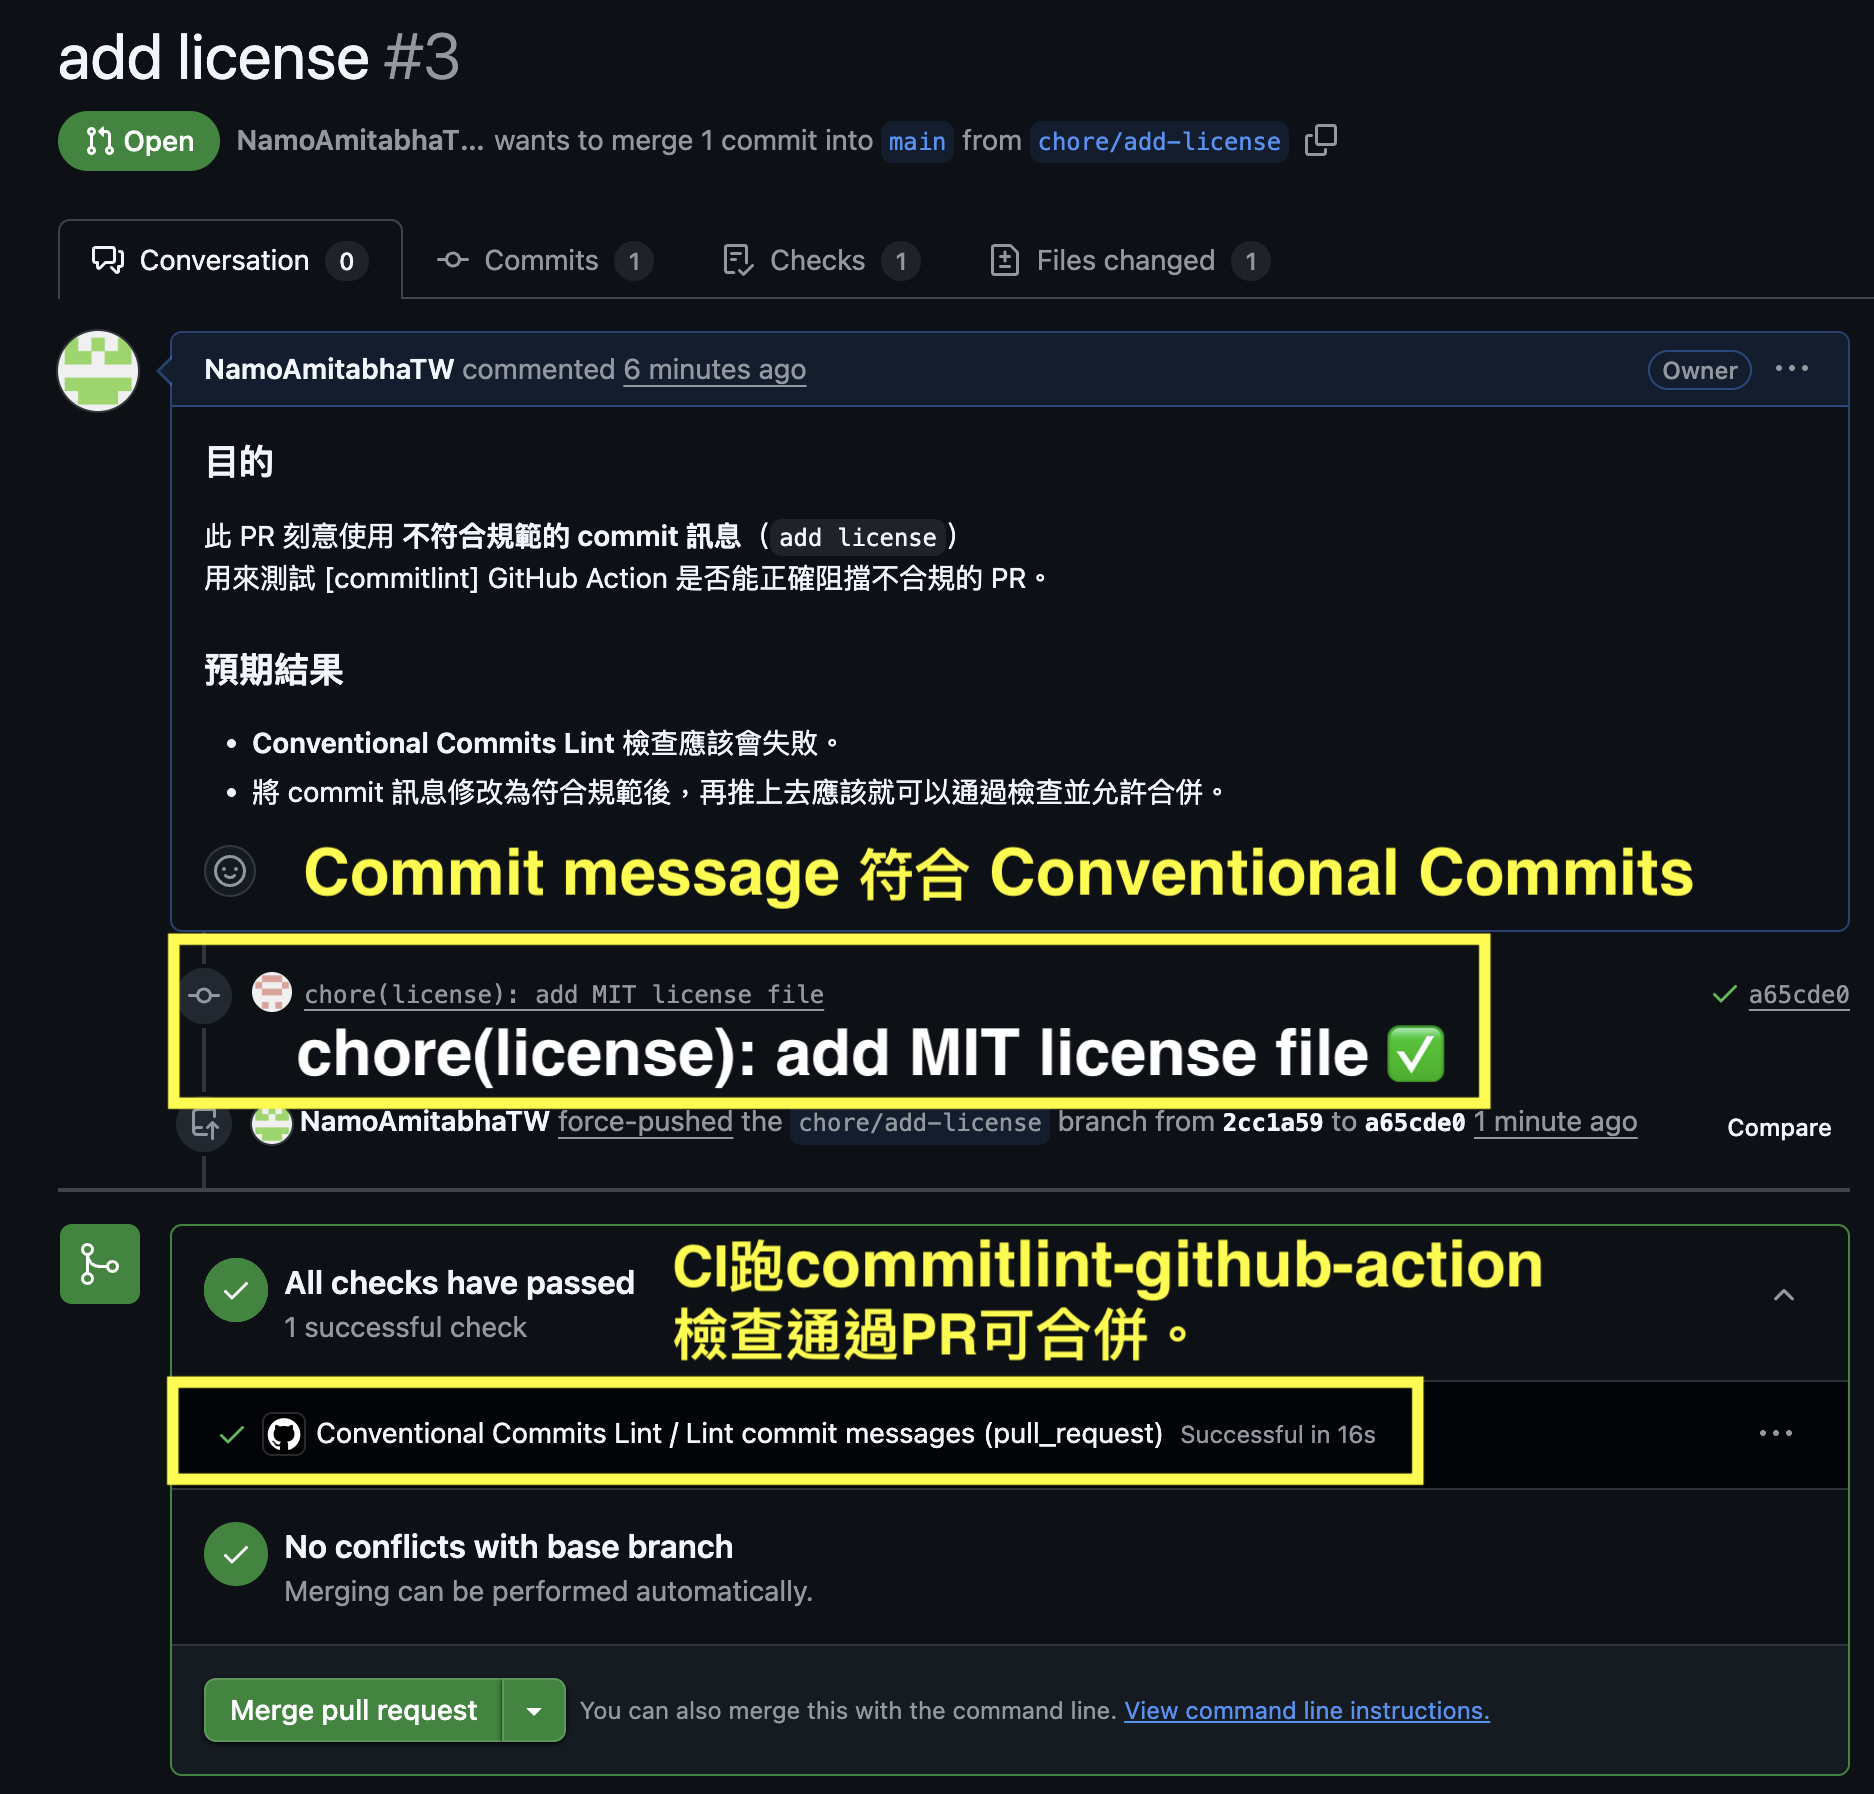 add license #3
Open NamoAmitabhaT... wants to merge 1 commit into main from chore/add-license
Conversation 0 Commits 1 Checks 1 Files changed 1
NamoAmitabhaTW commented 6 minutes ago Owner
目的
此 PR 刻意使用 不符合規範的 commit 訊息（add license）
用來測試 [commitlint] GitHub Action 是否能正確阻擋不合規的 PR。
預期結果
• Conventional Commits Lint 檢查應該會失敗。
• 將 commit 訊息修改為符合規範後，再推上去應該就可以通過檢查並允許合併。
Commit message 符合 Conventional Commits
chore(license): add MIT license file a65cde0
chore(license): add MIT license file ✅
NamoAmitabhaTW force-pushed the chore/add-license branch from 2cc1a59 to a65cde0 1 minute ago Compare
All checks have passed
1 successful check
CI跑commitlint-github-action
檢查通過PR可合併。
Conventional Commits Lint / Lint commit messages (pull_request) Successful in 16s
No conflicts with base branch
Merging can be performed automatically.
Merge pull request You can also merge this with the command line. View command line instructions.